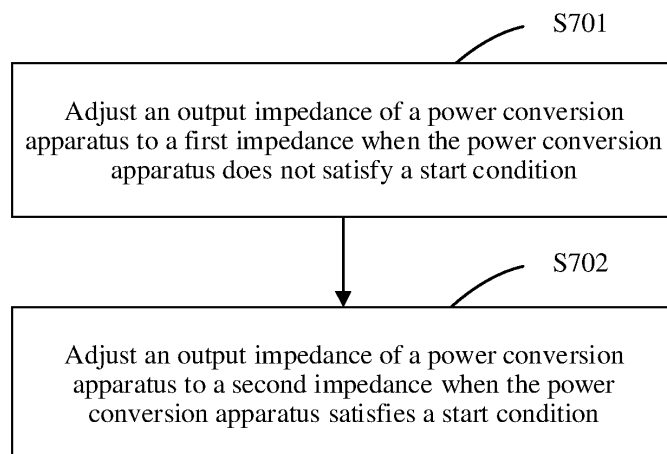 S701
Adjust an output impedance of a power conversion
apparatus to a first impedance when the power conversion
apparatus does not satisfy a start condition
S702
Adjust an output impedance of a power conversion
apparatus to a second impedance when the power
conversion apparatus satisfies a start condition